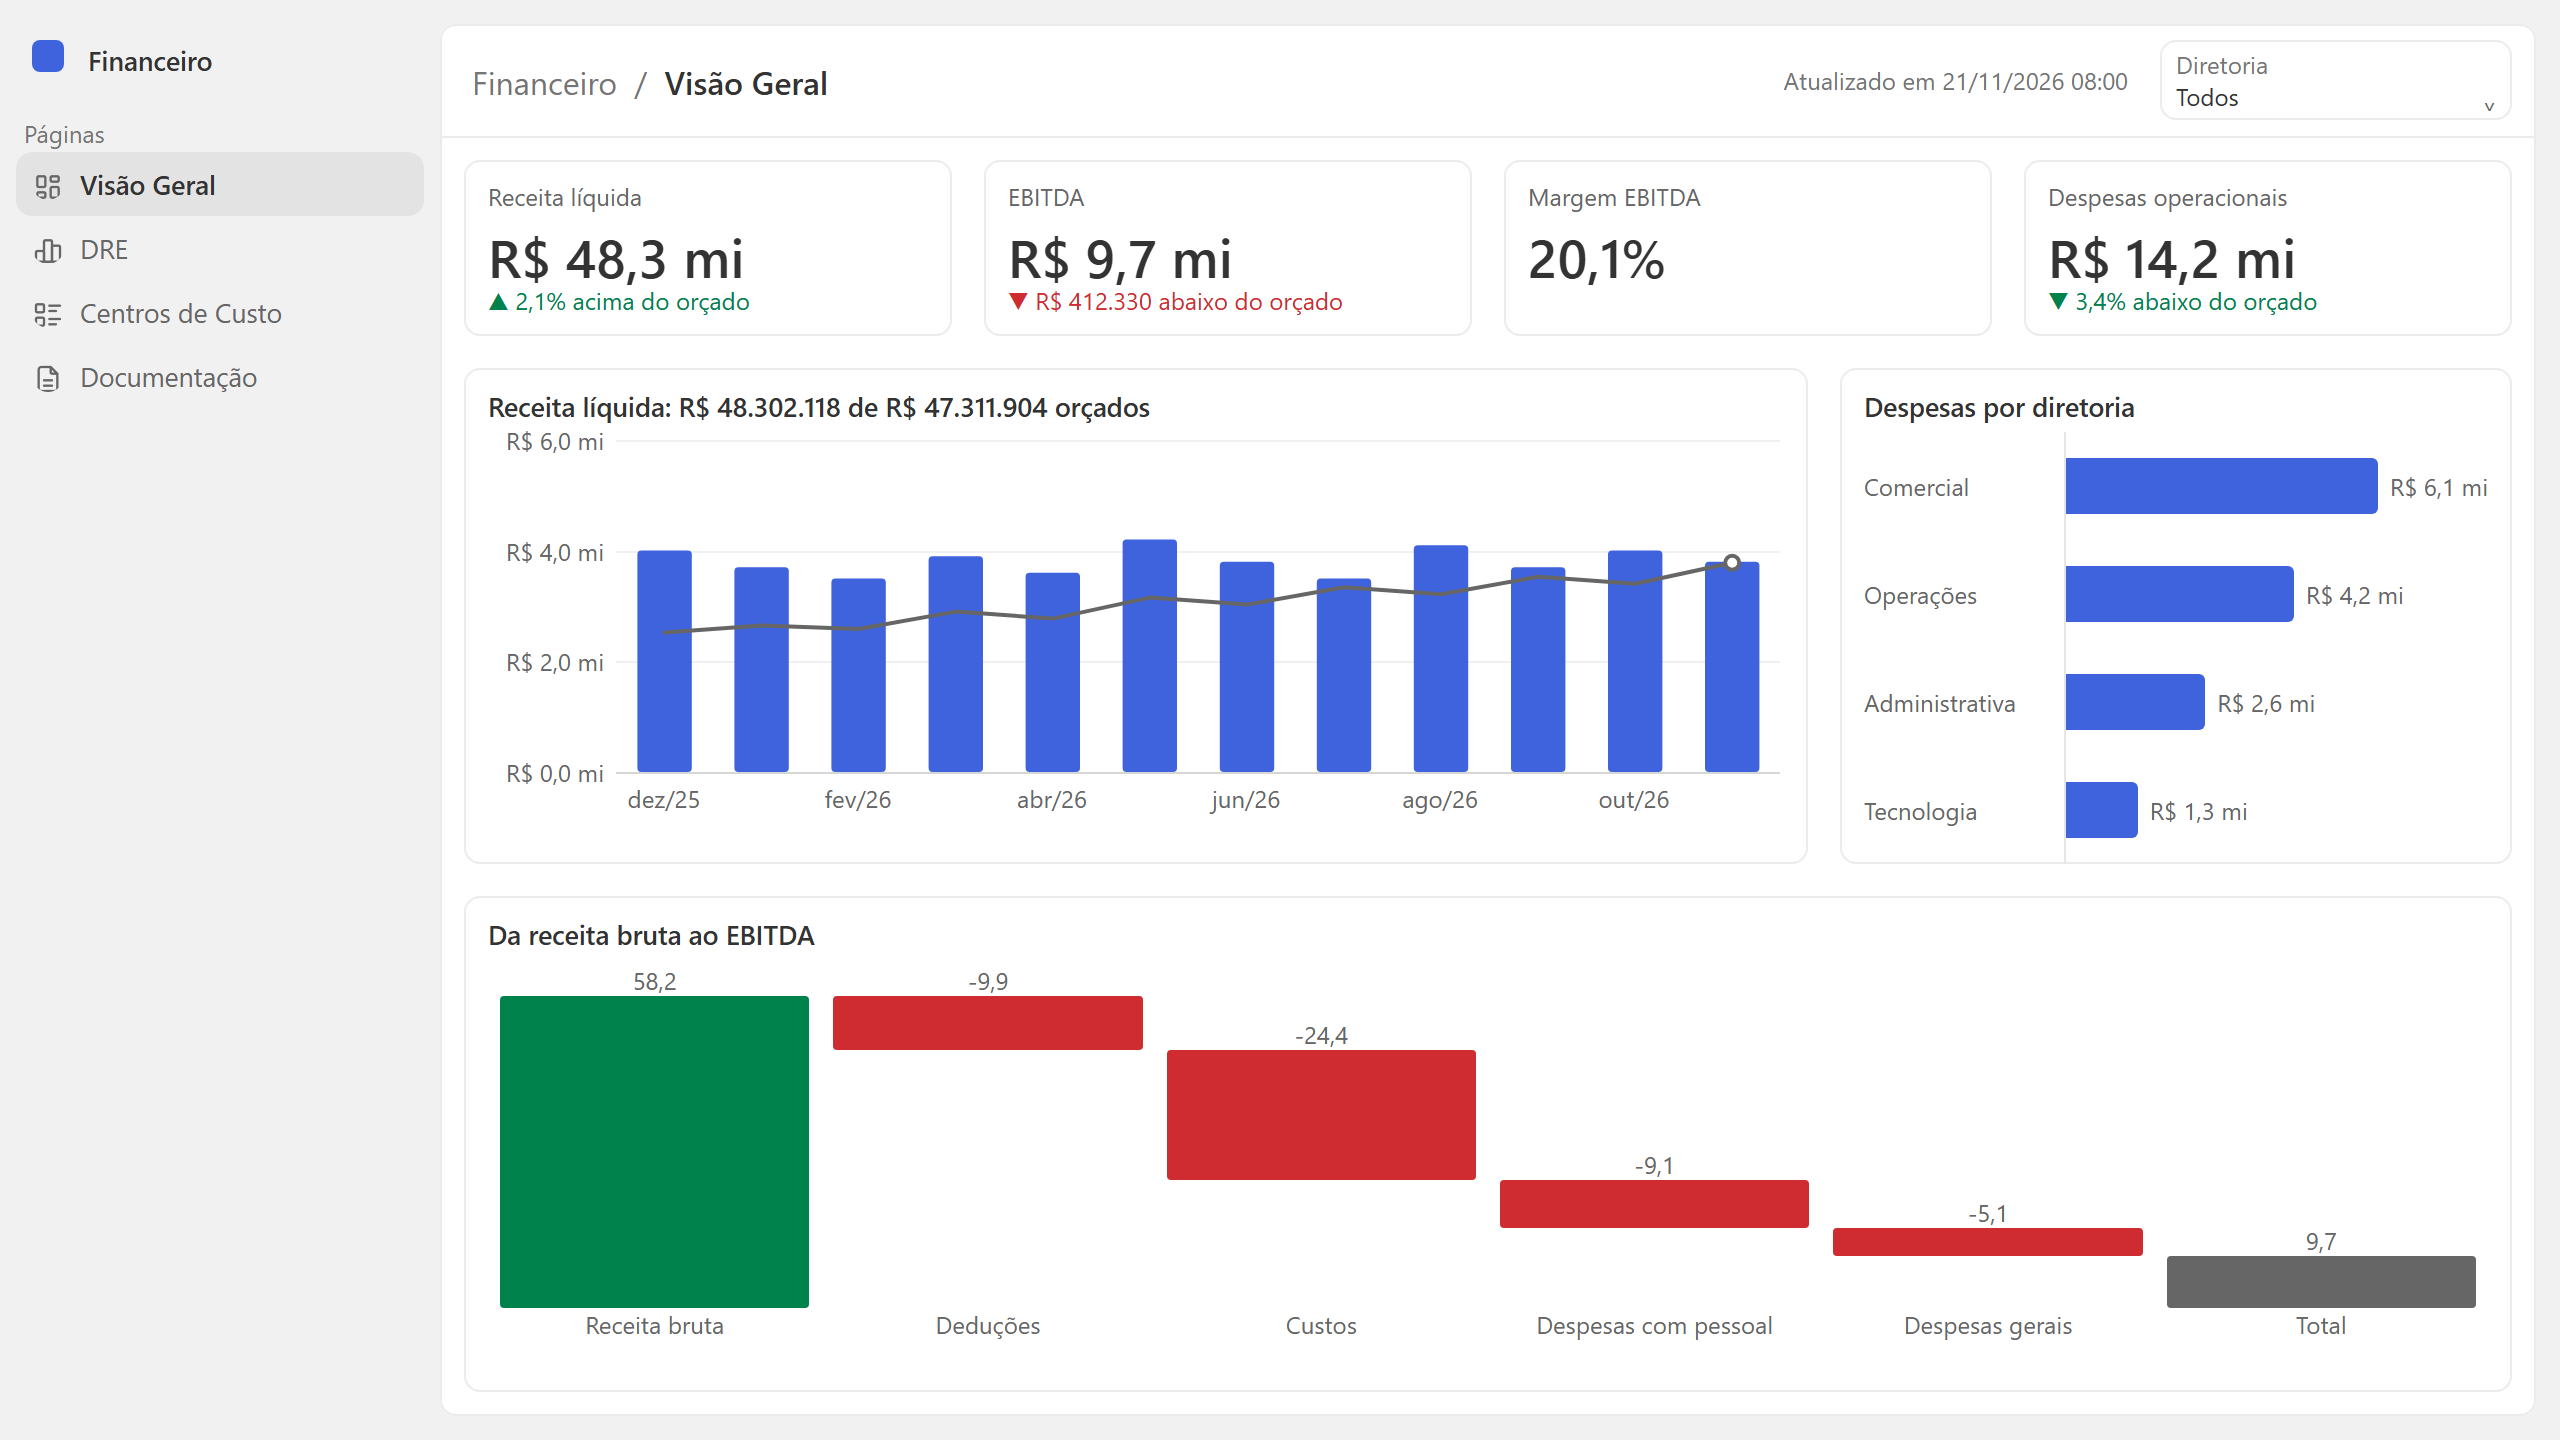 Financeiro
Páginas
Visão Geral
DRE
Centros de Custo
Documentação
Financeiro / Visão Geral
Atualizado em 21/11/2026 08:00
Diretoria
Todos
Receita líquida
R$ 48,3 mi
▲ 2,1% acima do orçado
EBITDA
R$ 9,7 mi
▼ R$ 412.330 abaixo do orçado
Margem EBITDA
20,1%
Despesas operacionais
R$ 14,2 mi
▼ 3,4% abaixo do orçado
Receita líquida: R$ 48.302.118 de R$ 47.311.904 orçados
R$ 6,0 mi
R$ 4,0 mi
R$ 2,0 mi
R$ 0,0 mi
dez/25 fev/26 abr/26 jun/26 ago/26 out/26
Despesas por diretoria
Comercial R$ 6,1 mi
Operações R$ 4,2 mi
Administrativa R$ 2,6 mi
Tecnologia R$ 1,3 mi
Da receita bruta ao EBITDA
58,2 -9,9 -24,4 -9,1 -5,1 9,7
Receita bruta Deduções Custos Despesas com pessoal Despesas gerais Total